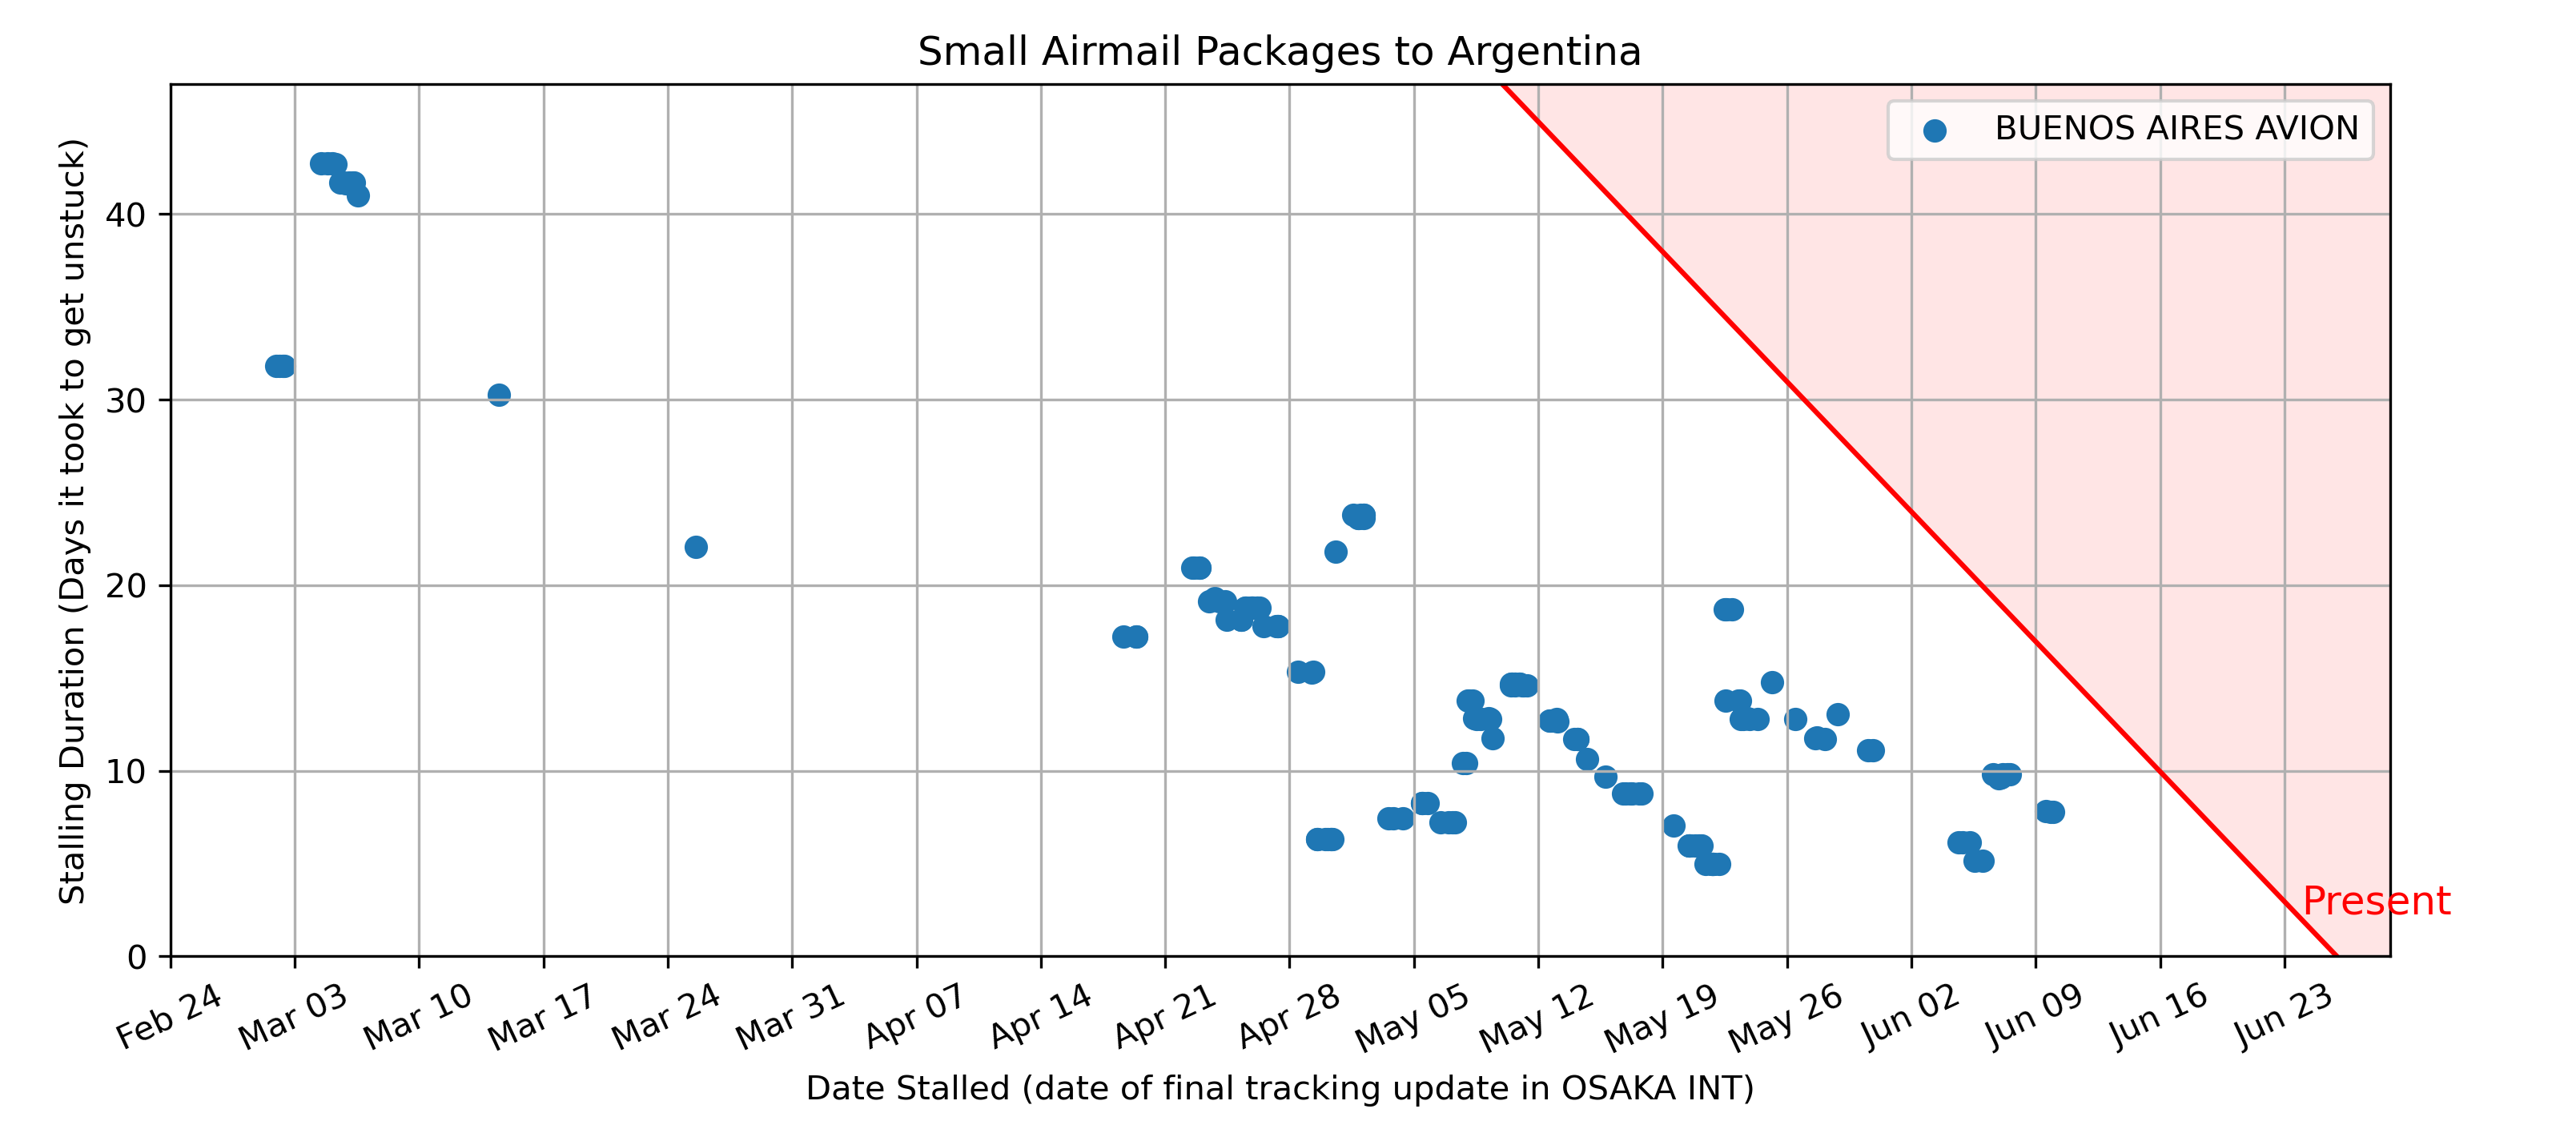 Small Airmail Packages to Argentina
BUENOS AIRES AVION
Stalling Duration (Days it took to get unstuck)
40
30
20
10
0
Present
Feb 24
Mar 03
Mar 10
Mar 17
Mar 24
Mar 31
Apr 07
Apr 14
Apr 21
Apr 28
May 05
May 12
May 19
May 26
Jun 02
Jun 09
Jun 16
Jun 23
Date Stalled (date of final tracking update in OSAKA INT)